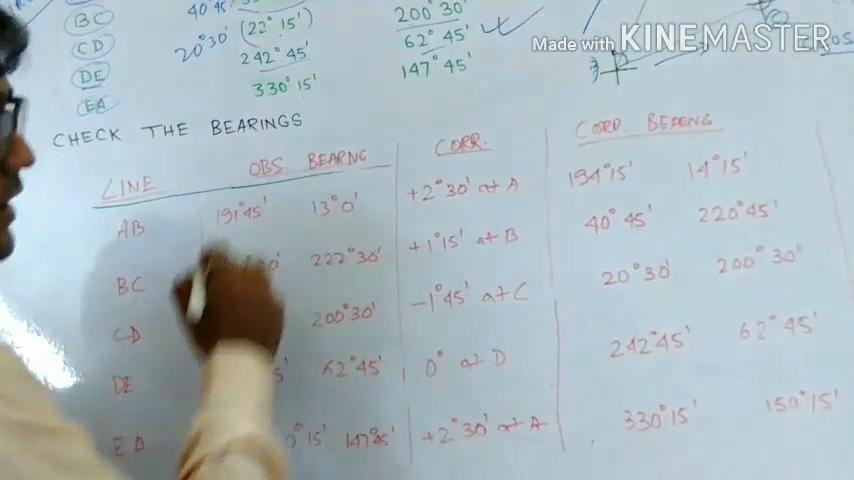 BC 40°45' 200°30'
CD 20°30' (22°15') 62°45'
DE 242°45' 147°45'
EA 330°15'
Made with KINEMASTER
CHECK THE BEARINGS
LINE OBS BEARNG CORR. CORD. BEARNG
AB 191°45' 13°0' +2°30' at A 194°15' 14°15'
BC 222°30' +1°15' at B 40°45' 220°45'
CD 200°30' -1°45' at C 20°30' 200°30'
DE 62°45' 0° at D 242°45' 62°45'
EA 0°15' 147°45' +2°30' at A 330°15' 150°15'